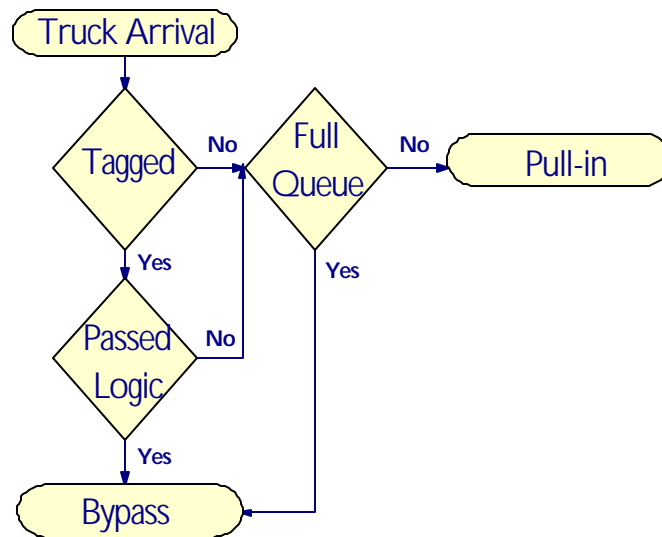 Truck Arrival
Tagged
No
Full
Queue
No
Pull-in
Yes
Yes
Passed
Logic
No
Yes
Bypass